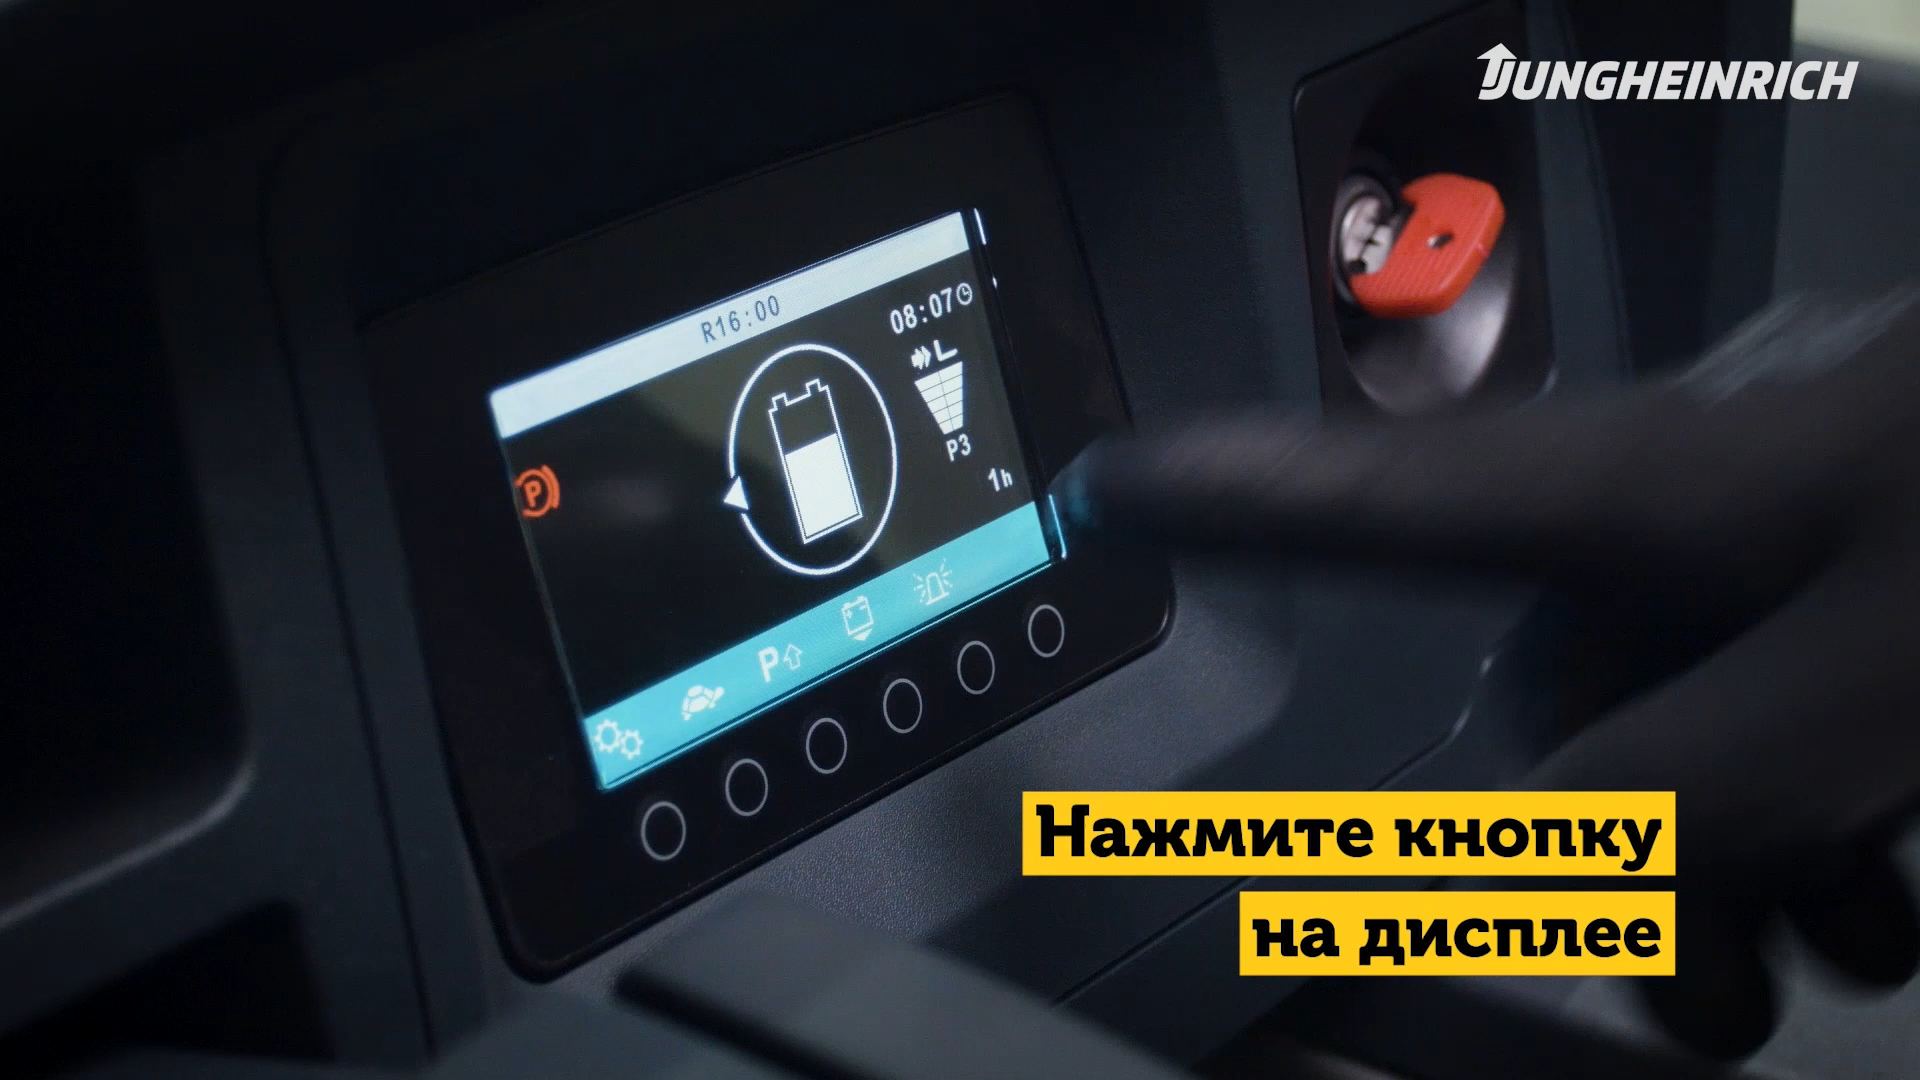 JUNGHEINRICH
R16:00
08:07
P3
1h
P
P
Нажмите кнопку
на дисплее